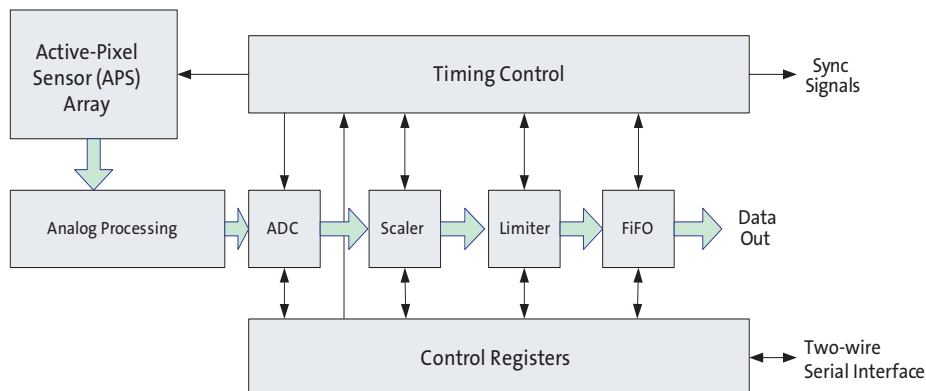 Active-Pixel
Sensor (APS)
Array
Timing Control
Sync
Signals
Analog Processing
ADC
Scaler
Limiter
FiFO
Data
Out
Control Registers
Two-wire
Serial Interface